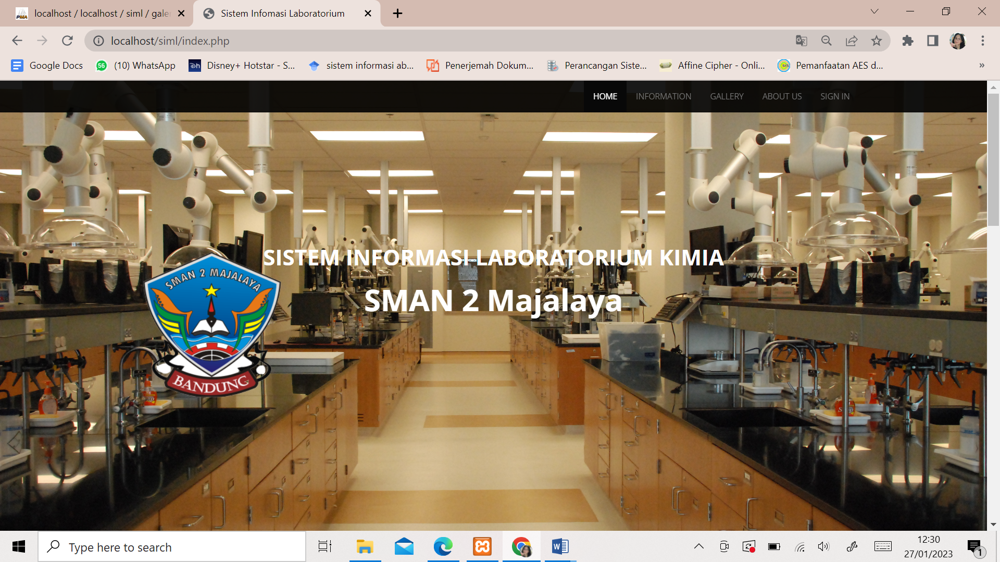 localhost / localhost / siml / galer
Sistem Infomasi Laboratorium
localhost/siml/index.php
Google Docs
(10) WhatsApp
Disney+ Hotstar - S...
sistem informasi ab...
Penerjemah Dokum...
Perancangan Siste...
Affine Cipher - Onli...
Pemanfaatan AES d...
HOME
INFORMATION
GALLERY
ABOUT US
SIGN IN
SISTEM INFORMASI LABORATORIUM KIMIA
SMAN 2 Majalaya
SMAN 2 MAJALAYA
BANDUNG
Type here to search
12:30
27/01/2023
1